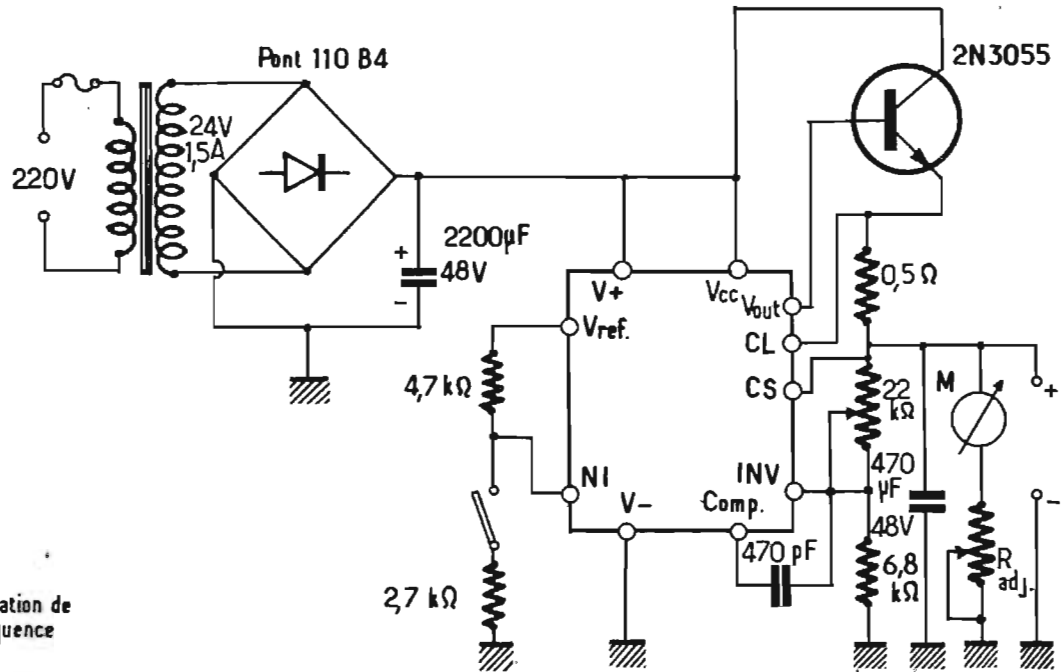 Pont 110 B4
2N3055
24V
1,5A
220V
2200µF
48V
+
-
V+
Vcc
Vout
0,5 Ω
Vref.
CL
4,7 kΩ
CS
22
kΩ
M
+
-
NI
INV
470
µF
48V
V-
Comp.
470 pF
2,7 kΩ
6,8
kΩ
R
adj.
ation de
quence